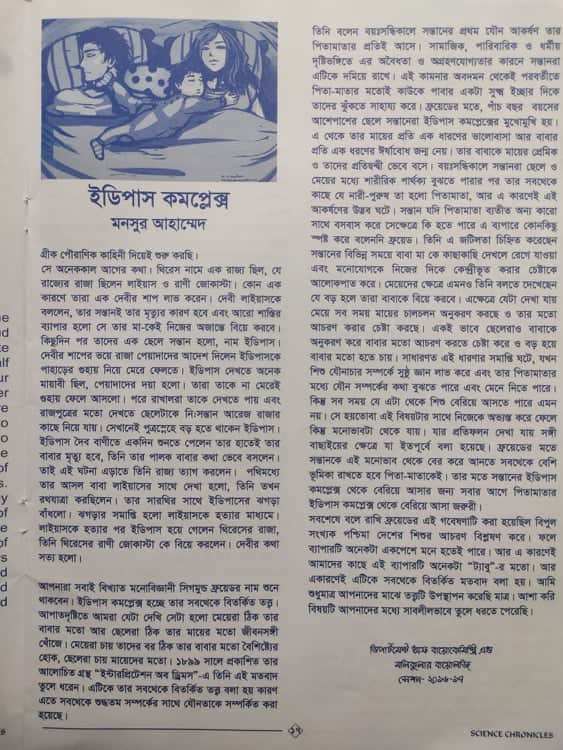 ইডিপাস কমপ্লেক্স
মনসুর আহাম্মেদ
গ্রীক পৌরাণিক কাহিনী দিয়েই শুরু করছি।
সে অনেককাল আগের কথা। থিরেস নামে এক রাজ্য ছিল, যে
রাজ্যের রাজা ছিলেন লাইয়াস ও রাণী জোকাস্টা। কোন এক
কারণে তারা এক দেবীর শাপ লাভ করেন। দেবী লাইয়াসকে
বললেন, তার সন্তানই তার মৃত্যুর কারণ হবে এবং আরো শাস্তির
ব্যাপার হলো সে তার মা-কেই নিজের অজান্তে বিয়ে করবে।
কিছুদিন পর তাদের এক ছেলে সন্তান হলো, নাম ইডিপাস।
দেবীর শাপের ভয়ে রাজা পেয়াদাদের আদেশ দিলেন ইডিপাসকে
পাহাড়ের গুহায় নিয়ে মেরে ফেলতে। ইডিপাস দেখতে অনেক
মায়াবী ছিল, পেয়াদাদের দয়া হলো। তারা তাকে না মেরেই
গুহায় ফেলে আসলো। পরে রাখালরা তাকে দেখতে পায় এবং
রাজপুত্রের মতো দেখতে ছেলেটাকে নি:সন্তান আরেজ রাজার
কাছে নিয়ে যায়। সেখানেই পুত্রস্নেহে বড় হতে থাকেন ইডিপাস।
ইডিপাস দৈব বাণীতে একদিন শুনতে পেলেন তার হাতেই তার
বাবার মৃত্যু হবে, তিনি তার পালক বাবার কথা ভেবে বসলেন।
তাই এই ঘটনা এড়াতে তিনি রাজ্য ত্যাগ করলেন। পথিমধ্যে
তার আসল বাবা লাইয়াসের সাথে দেখা হলো, তিনি তখন
রথযাত্রা করছিলেন। তার সারথির সাথে ইডিপাসের ঝগড়া
বাঁধলো। ঝগড়ার সমাপ্তি হলো লাইয়াসকে হত্যার মাধ্যমে।
লাইয়াসকে হত্যার পর ইডিপাস হয়ে গেলেন থিরেসের রাজা,
তিনি থিরেসের রাণী জোকাস্টা কে বিয়ে করলেন। দেবীর কথা
সত্য হলো।
আপনারা সবাই বিখ্যাত মনোবিজ্ঞানী সিগমুন্ড ফ্রয়েডের নাম শুনে
থাকবেন। ইডিপাস কমপ্লেক্স হচ্ছে তার সবথেকে বিতর্কিত তত্ত্ব।
আপাতদৃষ্টিতে আমরা যেটা দেখি সেটা হলো মেয়েরা ঠিক তার
বাবার মতো আর ছেলেরা ঠিক তার মায়ের মতো জীবনসঙ্গী
খোঁজে। মেয়েরা চায় তাদের বর ঠিক তার বাবার মতো বৈশিষ্ট্যের
হোক, ছেলেরা চায় মায়েদের মতো। ১৮৯৯ সালে প্রকাশিত তার
আলোচিত গ্রন্থ "ইন্টারপ্রিটেশন অব ড্রিমস"-এ তিনি এই মতবাদ
তুলে ধরেন। এটিকে তার সবথেকে বিতর্কিত তত্ত্ব বলা হয় কারণ
এতে সবথেকে শুদ্ধতম সম্পর্কের সাথে যৌনতাকে সম্পর্কিত করা
হয়েছে।
তিনি বলেন বয়ঃসন্ধিকালে সন্তানের প্রথম যৌন আকর্ষণ তার
পিতামাতার প্রতিই আসে। সামাজিক, পারিবারিক ও ধর্মীয়
দৃষ্টিভঙ্গিতে এর অবৈধতা ও অগ্রহণযোগ্যতার কারনে সন্তানরা
এটিকে দমিয়ে রাখে। এই কামনার অবদমন থেকেই পরবর্তীতে
পিতা-মাতার মতোই কাউকে পাবার একটা সুক্ষ্ম ইচ্ছার দিকে
তাদের ঝুঁকতে সাহায্য করে। ফ্রয়েডের মতে, পাঁচ বছর বয়সের
আশেপাশের ছেলে সন্তানেরা ইডিপাস কমপ্লেক্সের মুখোমুখি হয়।
এ থেকে তার মায়ের প্রতি এক ধারণের ভালোবাসা আর বাবার
প্রতি এক ধরণের ঈর্ষাবোধ জন্ম নেয়। তার বাবাকে মায়ের প্রেমিক
ও তাদের প্রতিদ্বন্দ্বী ভেবে বসে। বয়ঃসন্ধিকালে সন্তানরা ছেলে ও
মেয়ের মধ্যে শারীরিক পার্থক্য বুঝতে পারার পর তার সবথেকে
কাছে যে নারী-পুরুষ তা হলো পিতামাতা, আর এ কারণেই এই
আকর্ষণের উদ্ভব ঘটে। সন্তান যদি পিতামাতা ব্যতীত অন্য কারো
সাথে বসবাস করে সেক্ষেত্রে কি হতে পারে এ ব্যাপারে কোনকিছু
স্পষ্ট করে বলেননি ফ্রয়েড। তিনি এ জটিলতা চিহ্নিত করেছেন
সন্তানের বিভিন্ন সময়ে বাবা মা কে কাছাকাছি দেখলে রেগে যাওয়া
এবং মনোযোগকে নিজের দিকে কেন্দ্রীভূত করার চেষ্টাকে
আলোকপাত করে। মেয়েদের ক্ষেত্রে এমনও তিনি বলতে দেখেছেন
যে বড় হলে তারা বাবাকে বিয়ে করবে। এক্ষেত্রে যেটা দেখা যায়
মেয়ে সব সময় মায়ের চালচলন অনুকরণ করছে ও তার মতো
আচরণ করার চেষ্টা করছে। একই ভাবে ছেলেরাও বাবাকে
অনুকরণ করে বাবার মতো আচরণ করতে চেষ্টা করে ও বড় হয়ে
বাবার মতো হতে চায়। সাধারণত এই ধারণার সমাপ্তি ঘটে, যখন
শিশু যৌনাচার সম্পর্কে সুষ্ঠু জ্ঞান লাভ করে এবং তার পিতামাতার
মধ্যে যৌন সম্পর্কের কথা বুঝতে পারে এবং মেনে নিতে পারে।
কিন্তু সব সময় যে এটা থেকে শিশু বেরিয়ে আসতে পারে এমন
নয়। সে হয়তোবা এই বিষয়টার সাথে নিজেকে অভ্যস্ত করে ফেলে
কিন্তু মনোভাবটা থেকে যায়। যার প্রতিফলন দেখা যায় সঙ্গী
বাছাইয়ের ক্ষেত্রে যা ইতপূর্বে বলা হয়েছে। ফ্রয়েডের মতে
সন্তানকে এই মনোভাব থেকে বের করে আনতে সবথেকে বেশি
ভূমিকা রাখতে হবে পিতা-মাতাকেই। তার মতে সন্তানের ইডিপাস
কমপ্লেক্স থেকে বেরিয়ে আসার জন্য সবার আগে পিতামাতার
ইডিপাস কমপ্লেক্স থেকে বেরিয়ে আসা জরুরী।
সবশেষে বলে রাখি ফ্রয়েডের এই গবেষণাটি করা হয়েছিল বিপুল
সংখ্যক পশ্চিমা দেশের শিশুর আচরণ বিশ্লেষণ করে। ফলে
ব্যাপারটি অনেকটা একপেশে মনে হতেই পারে। আর এ কারণেই
আমাদের কাছে এই ব্যাপারটি অনেকটা "ট্যাবু"-র মতো। আর
একারণেই এটিকে সবথেকে বিতর্কিত মতবাদ বলা হয়। আমি
শুধুমাত্র আপনাদের মাঝে তত্ত্বটি উপস্থাপন করেছি মাত্র। আশা করি
বিষয়টি আপনাদের মধ্যে সাবলীলভাবে তুলে ধরতে পেরেছি।
ডিপার্টমেন্ট অফ বায়োকেমিস্ট্রি এন্ড
মলিকুলার বায়োলজি
সেশন- ২০১৬-১৭
২৭
SCIENCE CHRONICLES